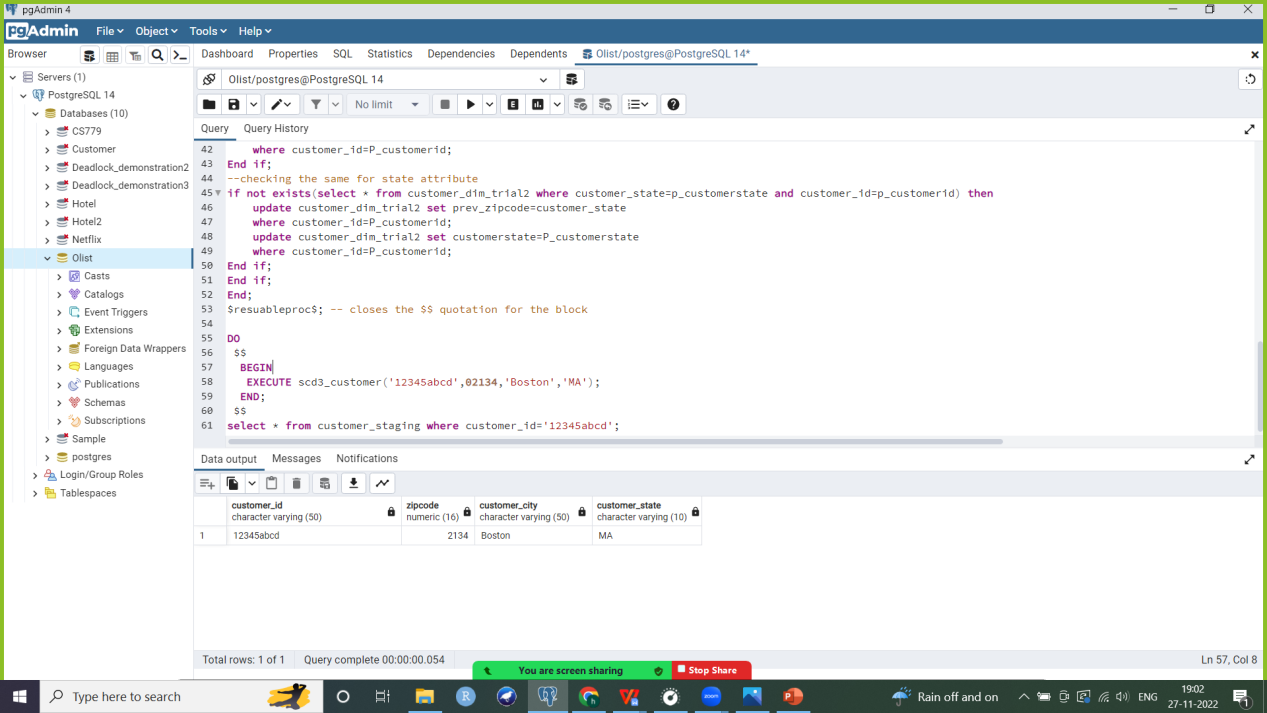 pgAdmin 4
pgAdmin File Object Tools Help
Browser
Dashboard Properties SQL Statistics Dependencies Dependents Olist/postgres@PostgreSQL 14*
Servers (1)
PostgreSQL 14
Databases (10)
CS779
Customer
Deadlock_demonstration2
Deadlock_demonstration3
Hotel
Hotel2
Netflix
Olist
Casts
Catalogs
Event Triggers
Extensions
Foreign Data Wrappers
Languages
Publications
Schemas
Subscriptions
Sample
postgres
Login/Group Roles
Tablespaces
Olist/postgres@PostgreSQL 14
No limit
E
Query Query History
42 where customer_id=P_customerid;
43 End if;
44 --checking the same for state attribute
45 if not exists(select * from customer_dim_trial2 where customer_state=p_customerstate and customer_id=p_customerid) then
46 update customer_dim_trial2 set prev_zipcode=customer_state
47 where customer_id=P_customerid;
48 update customer_dim_trial2 set customerstate=P_customerstate
49 where customer_id=P_customerid;
50 End if;
51 End if;
52 End;
53 $resuableproc$; -- closes the $$ quotation for the block
54
55 DO
56 $$
57 BEGIN
58 EXECUTE scd3_customer('12345abcd',02134,'Boston','MA');
59 END;
60 $$
61 select * from customer_staging where customer_id='12345abcd';
Data output Messages Notifications
customer_id zipcode customer_city customer_state
character varying (50) numeric (16) character varying (50) character varying (10)
1 12345abcd 2134 Boston MA
Total rows: 1 of 1 Query complete 00:00:00.054 Ln 57, Col 8
You are screen sharing Stop Share
Type here to search
R
zoom
P
Rain off and on
ENG
19:02
27-11-2022
1